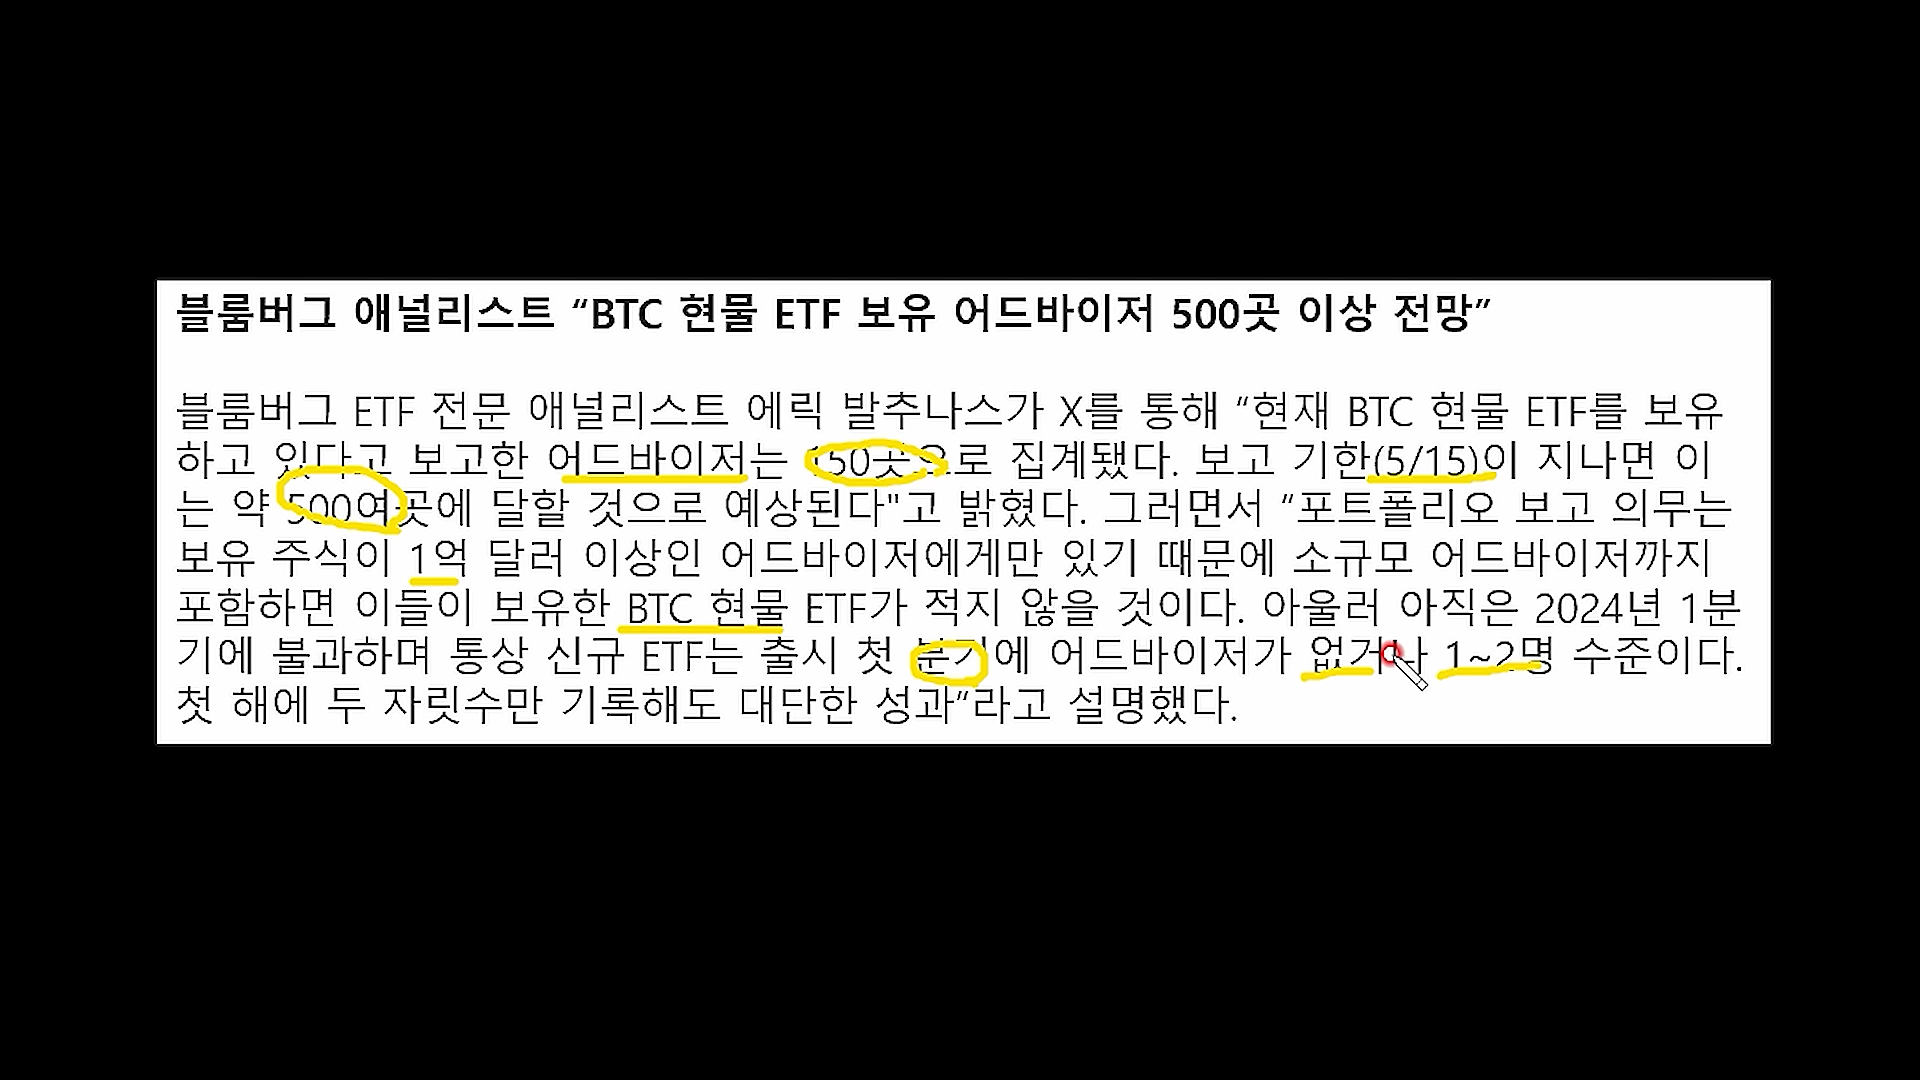 블룸버그 애널리스트 “BTC 현물 ETF 보유 어드바이저 500곳 이상 전망”
블룸버그 ETF 전문 애널리스트 에릭 발추나스가 X를 통해 “현재 BTC 현물 ETF를 보유
하고 있다고 보고한 어드바이저는 150곳으로 집계됐다. 보고 기한(5/15)이 지나면 이
는 약 500여곳에 달할 것으로 예상된다"고 밝혔다. 그러면서 “포트폴리오 보고 의무는
보유 주식이 1억 달러 이상인 어드바이저에게만 있기 때문에 소규모 어드바이저까지
포함하면 이들이 보유한 BTC 현물 ETF가 적지 않을 것이다. 아울러 아직은 2024년 1분
기에 불과하며 통상 신규 ETF는 출시 첫 분기에 어드바이저가 없거나 1~2명 수준이다.
첫 해에 두 자릿수만 기록해도 대단한 성과”라고 설명했다.